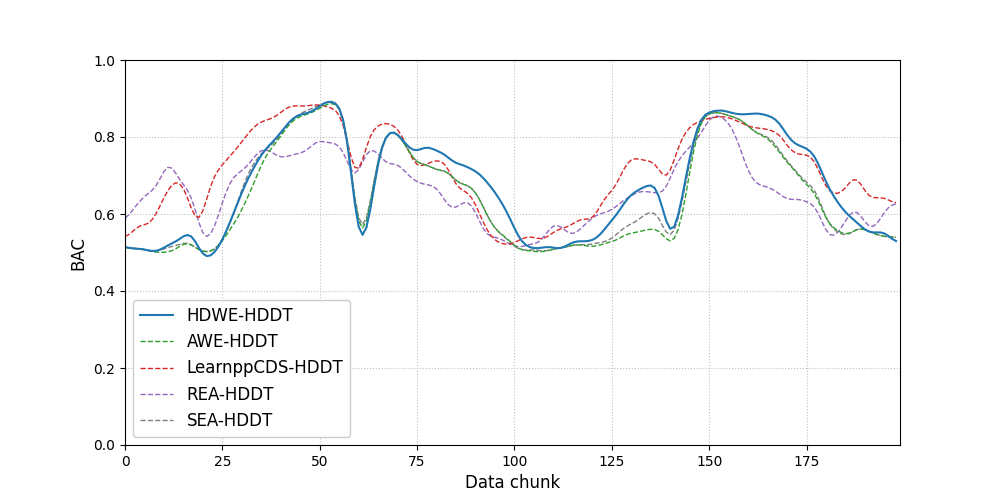 1.0
0.8
0.6
0.4
0.2
0.0
BAC
HDWE-HDDT
AWE-HDDT
LearnppCDS-HDDT
REA-HDDT
SEA-HDDT
0 25 50 75 100 125 150 175
Data chunk